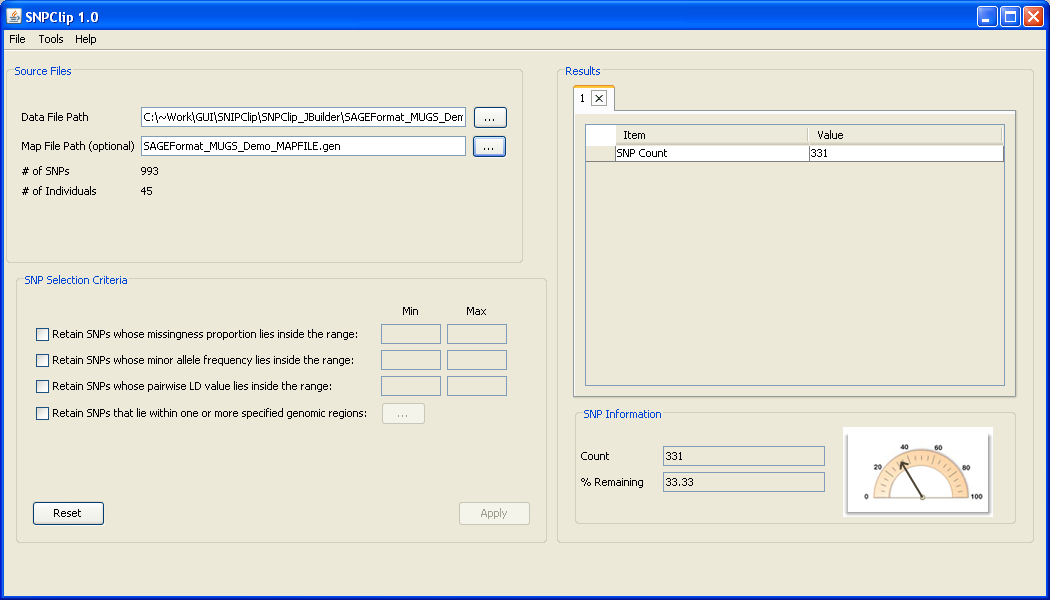 SNPClip 1.0
File Tools Help
Source Files
Data File Path C:\~Work\GUI\SNIPClip\SNPClip_JBuilder\SAGEFormat_MUGS_Dem ...
Map File Path (optional) SAGEFormat_MUGS_Demo_MAPFILE.gen ...
# of SNPs 993
# of Individuals 45
SNP Selection Criteria
Min Max
Retain SNPs whose missingness proportion lies inside the range:
Retain SNPs whose minor allele frequency lies inside the range:
Retain SNPs whose pairwise LD value lies inside the range:
Retain SNPs that lie within one or more specified genomic regions: ...
Reset Apply
Results
1
Item Value
SNP Count 331
SNP Information
Count 331
% Remaining 33.33
0 20 40 60 80 100